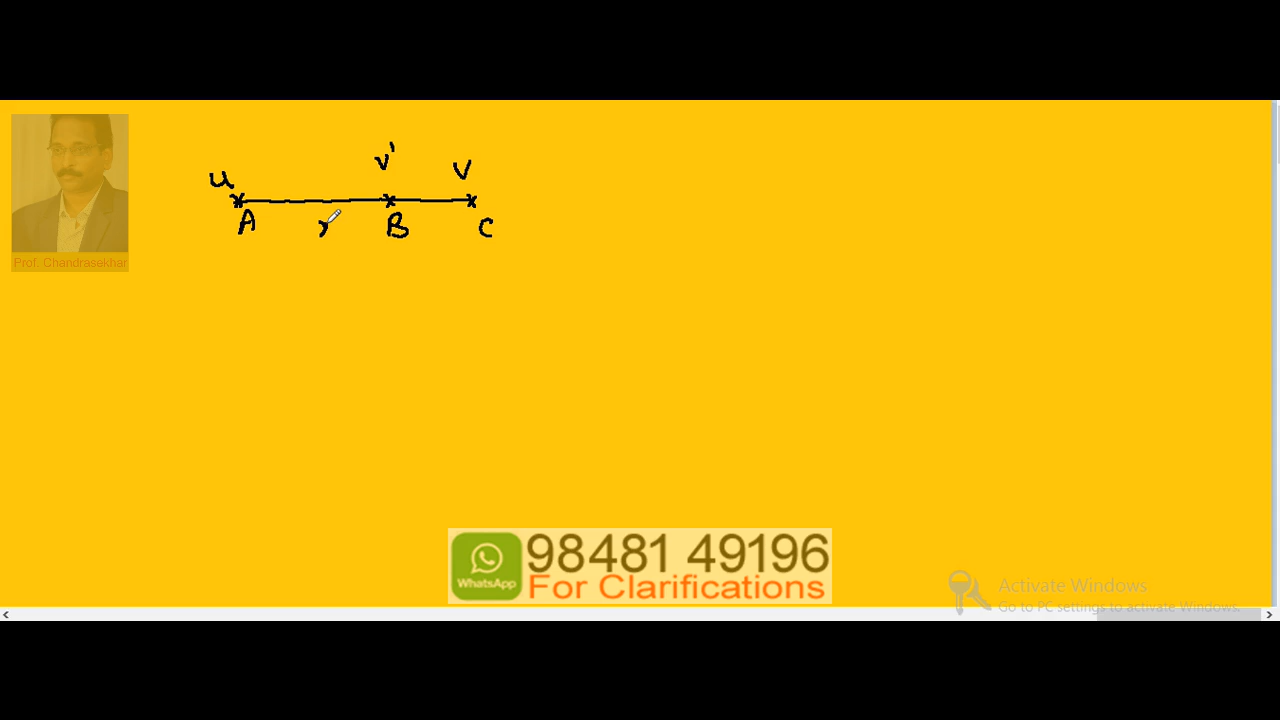 u v' V
A x B C
Prof. Chandrasekhar
98481 49196
WhatsApp For Clarifications
Activate Windows
Go to PC settings to activate Windows.